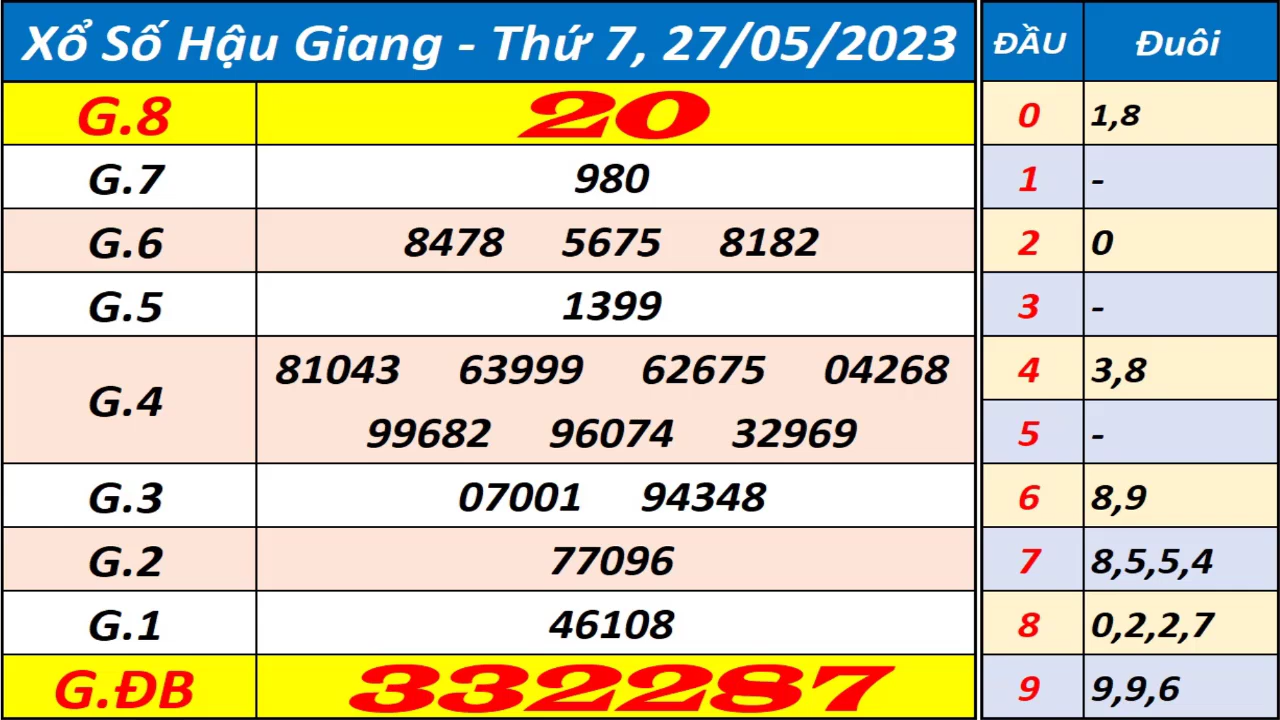 Xổ Số Hậu Giang - Thứ 7, 27/05/2023
G.8 20
G.7 980
G.6 8478 5675 8182
G.5 1399
G.4 81043 63999 62675 04268
99682 96074 32969
G.3 07001 94348
G.2 77096
G.1 46108
G.ĐB 332287
ĐẦU Đuôi
0 1,8
1 -
2 0
3 -
4 3,8
5 -
6 8,9
7 8,5,5,4
8 0,2,2,7
9 9,9,6